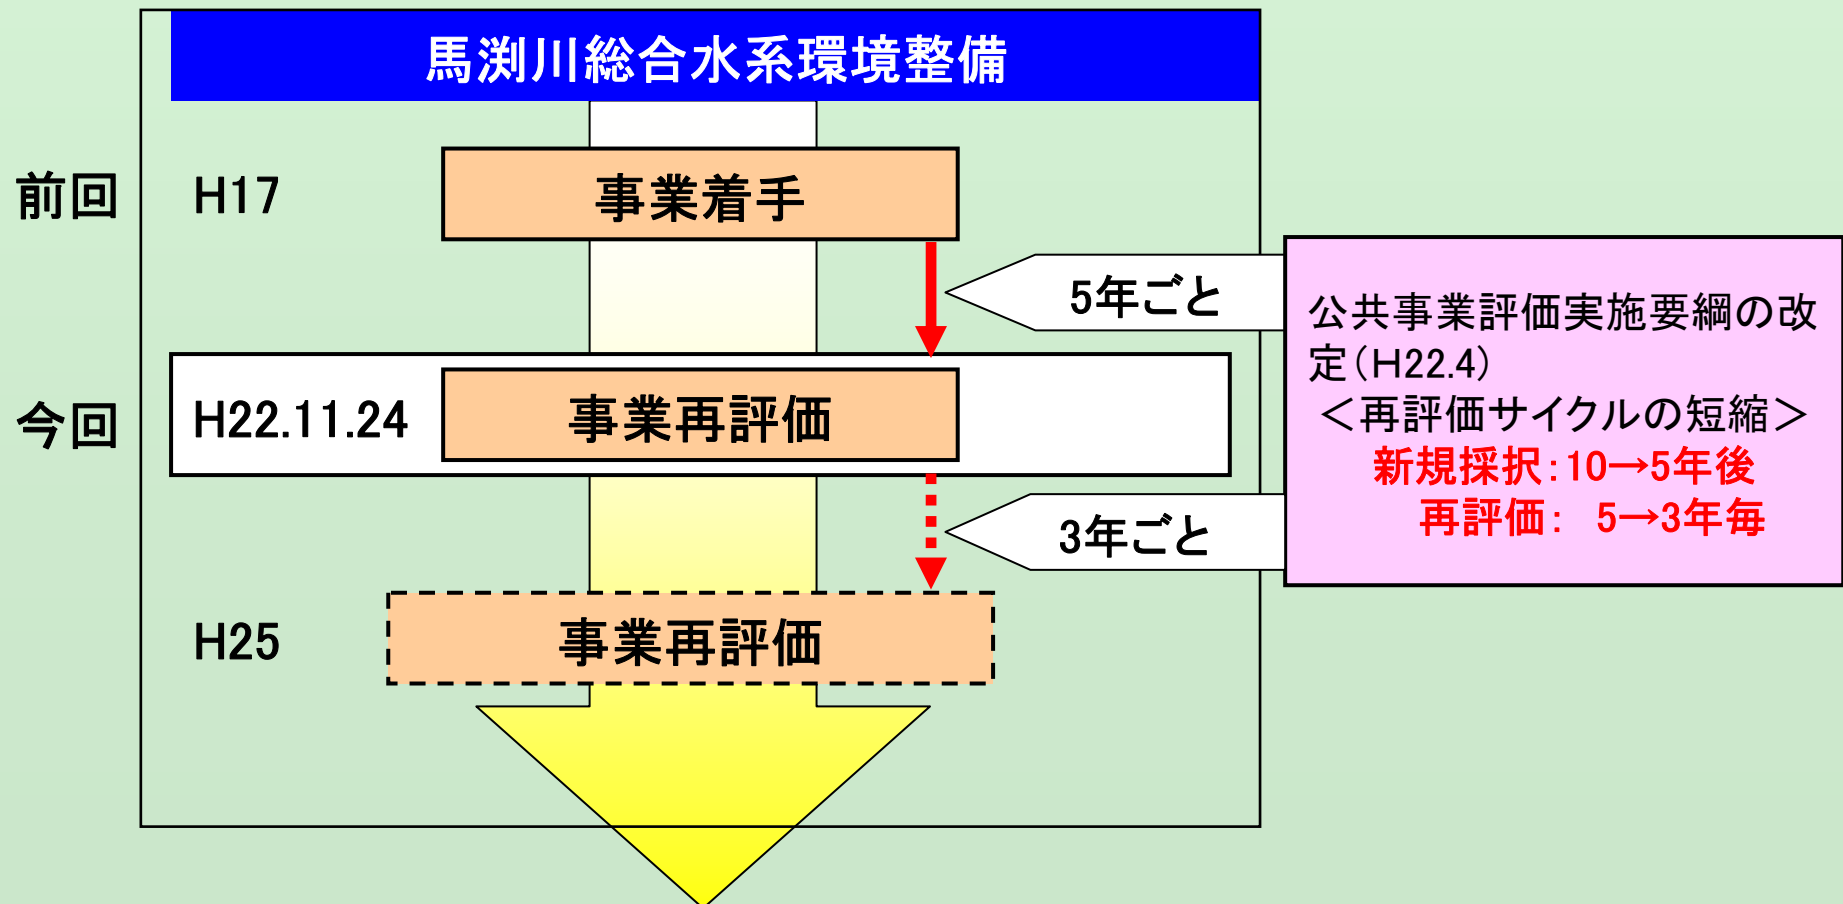 馬渕川総合水系環境整備
前回
H17
事業着手
5年ごと
公共事業評価実施要綱の改
定(H22.4)
<再評価サイクルの短縮>
新規採択:10→5年後
再評価: 5→3年毎
今回
H22.11.24
事業再評価
3年ごと
H25
事業再評価